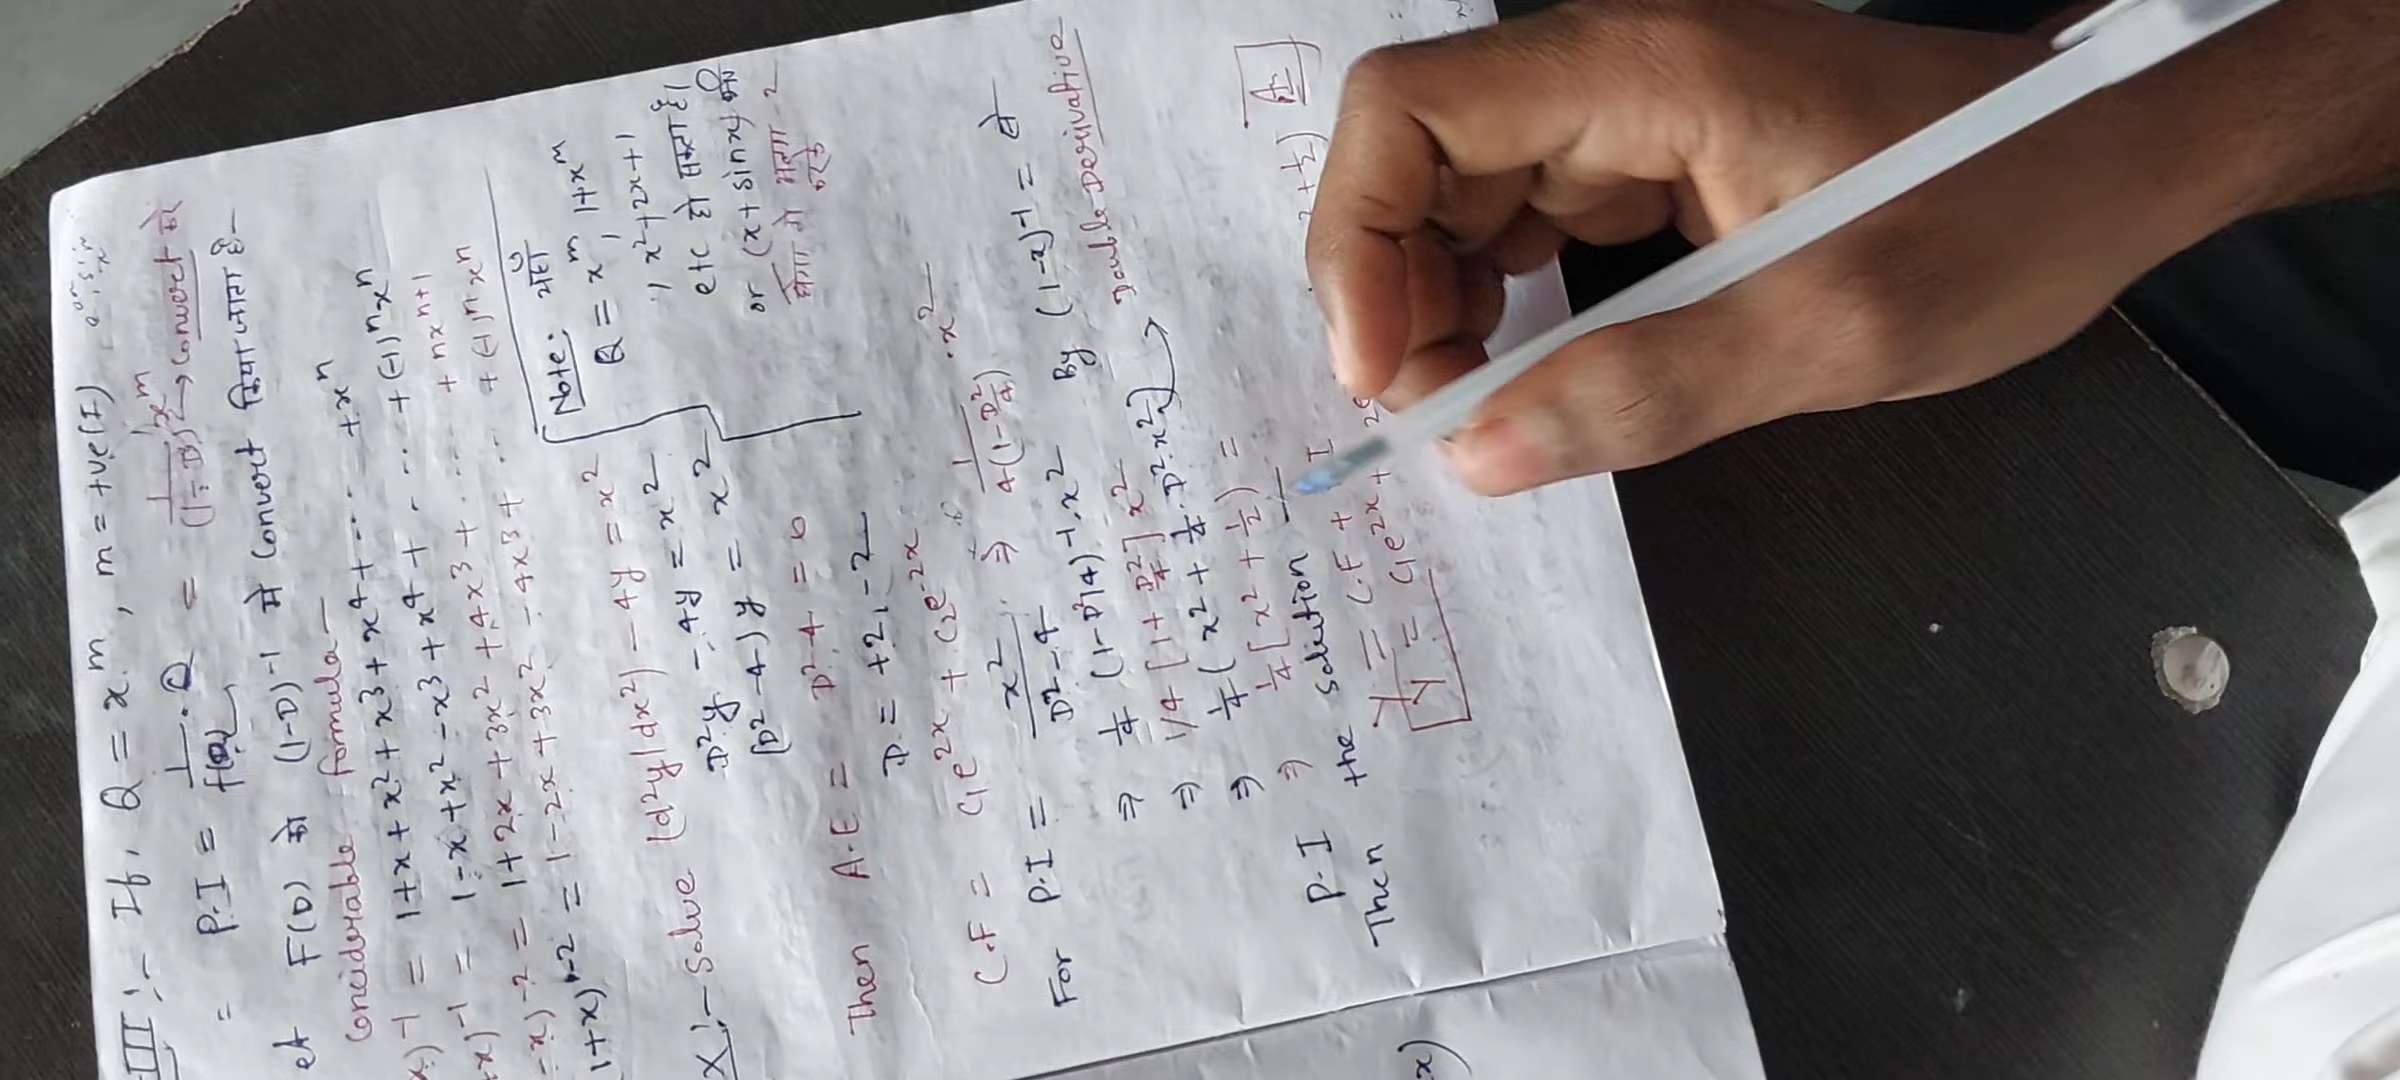 III :- If, Q = x^m, m = +ve(I)
P.I = 1/f(D) . Q = 1/(1-D) x^m → convert
= F(D) को (1-D)^-1 में convert किया जाता है-
Considerable formula—
x)^-1 = 1+x+x^2+x^3+x^4+ ... +x^n
+x)^-1 = 1-x+x^2-x^3+x^4+ ... +(-1)^n x^n
-x)^-2 = 1+2x+3x^2+4x^3+ ... +nx^n+1
1+x)^-2 = 1-2x+3x^2-4x^3+ ... +(-1)^n x^n
Note: यहाँ
Q = x^m, 1+x^m
, x^2+2x+1
etc हो सकता है।
or (x+sinx)
X:- Solve (d^2y/dx^2) - 4y = x^2
D^2y - 4y = x^2
(D^2-4)y = x^2
Then A.E = D^2-4 = 0
D = +2, -2
C.F = C1e^2x + C2e^-2x
For P.I = x^2/D^2-4 ⇒ 1/4(1-D^2/4) . x^2
⇒ 1/4 (1-D^2/4)^-1 . x^2 By (1-x)^-1 = से
⇒ 1/4 [1+D^2/4] x^2 Double Derivative
⇒ 1/4 (x^2 + 1/4 . D^2.x^2)
⇒ 1/4 (x^2 + 1/2) =
P.I ⇒ 1/4 [x^2 + 1/2]
Then the solution
y = C.F + I
y = C1e^2x + 2e 2+1/2) A
x)